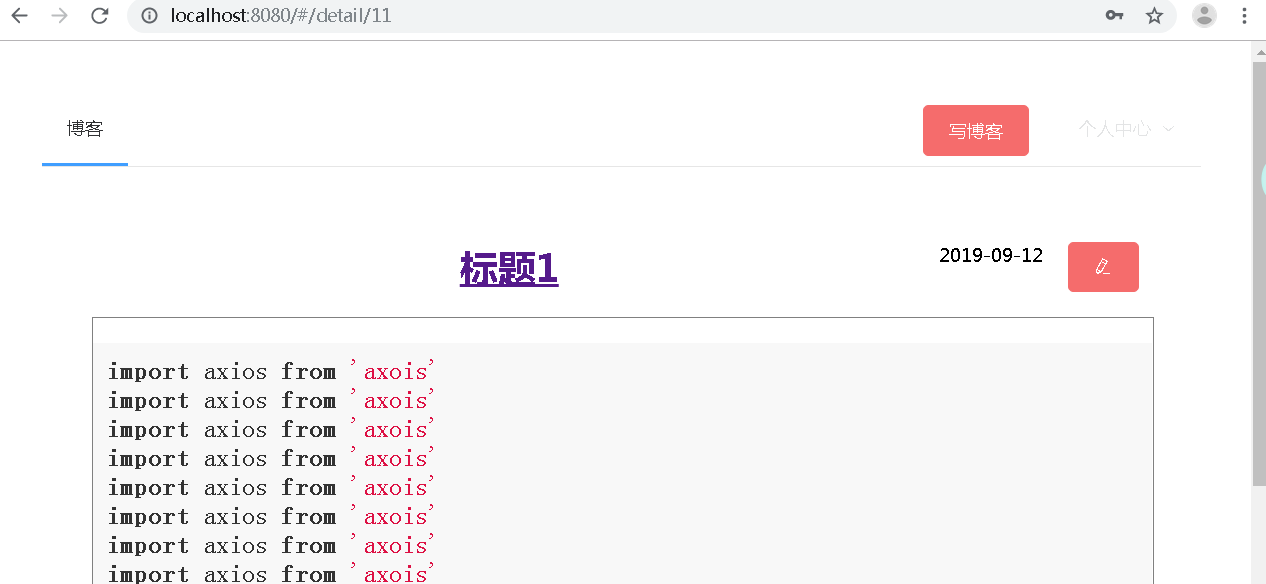 localhost:8080/#/detail/11
博客
写博客
个人中心
标题1
2019-09-12
import axios from 'axois'
import axios from 'axois'
import axios from 'axois'
import axios from 'axois'
import axios from 'axois'
import axios from 'axois'
import axios from 'axois'
import axios from 'axois'